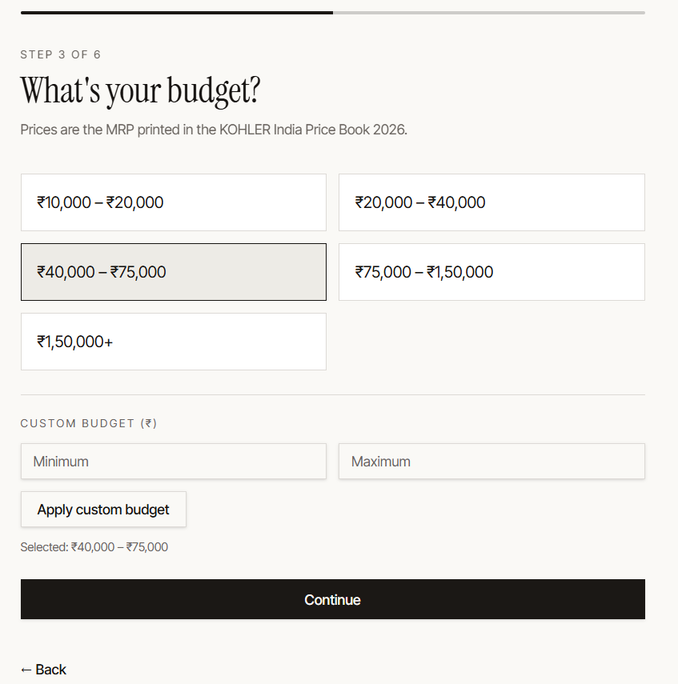 STEP 3 OF 6
What's your budget?
Prices are the MRP printed in the KOHLER India Price Book 2026.
₹10,000 – ₹20,000
₹20,000 – ₹40,000
₹40,000 – ₹75,000
₹75,000 – ₹1,50,000
₹1,50,000+
CUSTOM BUDGET (₹)
Minimum
Maximum
Apply custom budget
Selected: ₹40,000 – ₹75,000
Continue
← Back